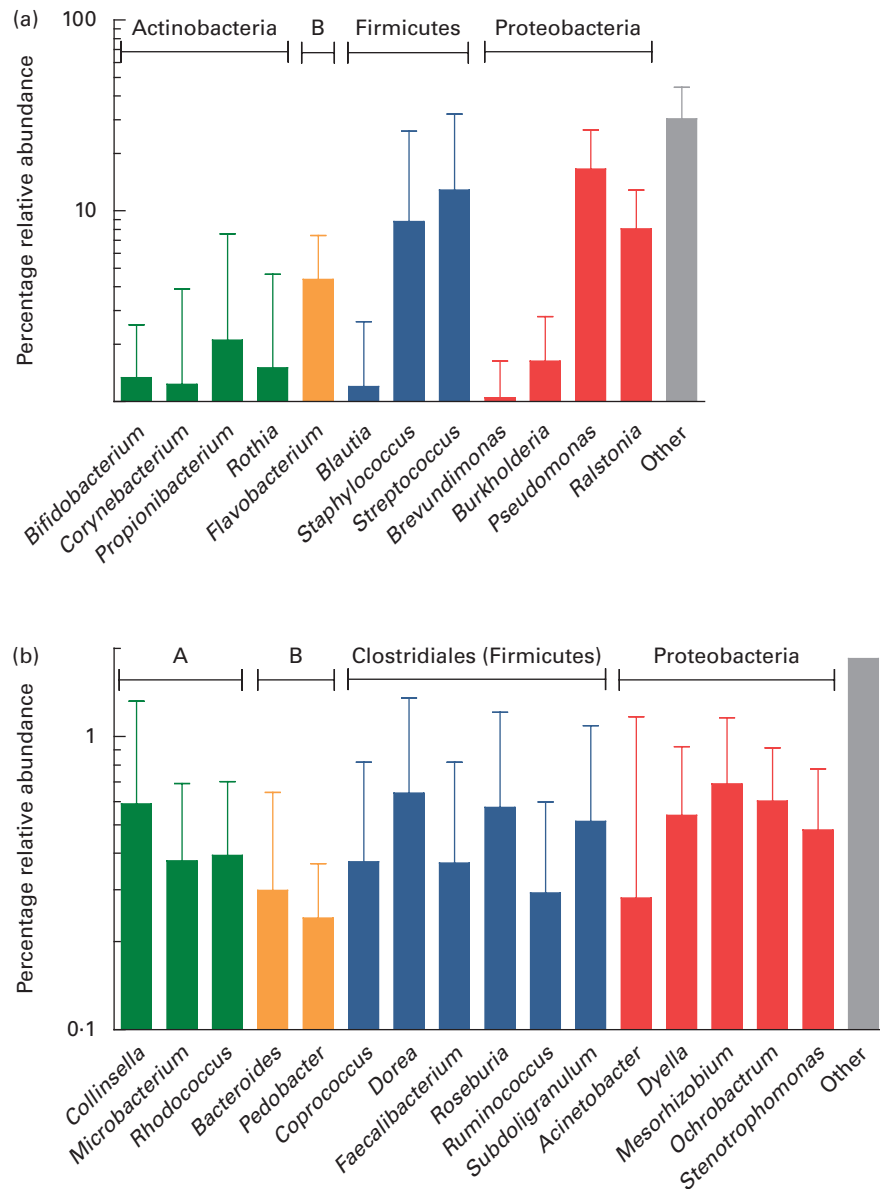 (a)
100
10
Percentage relative abundance
Actinobacteria B Firmicutes Proteobacteria
Bifidobacterium
Corynebacterium
Propionibacterium
Rothia
Flavobacterium
Blautia
Staphylococcus
Streptococcus
Brevundimonas
Burkholderia
Pseudomonas
Ralstonia
Other
(b)
1
0·1
Percentage relative abundance
A B Clostridiales (Firmicutes) Proteobacteria
Collinsella
Microbacterium
Rhodococcus
Bacteroides
Pedobacter
Coprococcus
Dorea
Faecalibacterium
Roseburia
Ruminococcus
Subdoligranulum
Acinetobacter
Dyella
Mesorhizobium
Ochrobactrum
Stenotrophomonas
Other